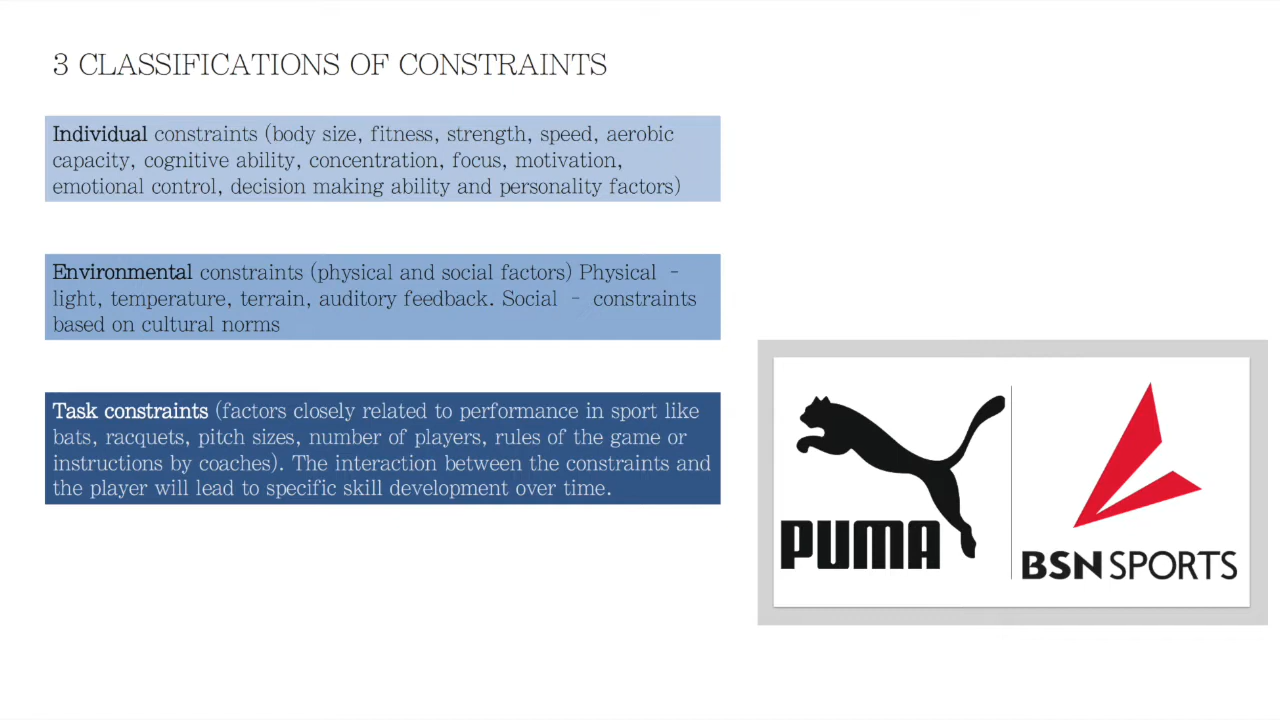 3 CLASSIFICATIONS OF CONSTRAINTS
Individual constraints (body size, fitness, strength, speed, aerobic
capacity, cognitive ability, concentration, focus, motivation,
emotional control, decision making ability and personality factors)
Environmental constraints (physical and social factors) Physical -
light, temperature, terrain, auditory feedback. Social - constraints
based on cultural norms
Task constraints (factors closely related to performance in sport like
bats, racquets, pitch sizes, number of players, rules of the game or
instructions by coaches). The interaction between the constraints and
the player will lead to specific skill development over time.
PUMA
BSN SPORTS